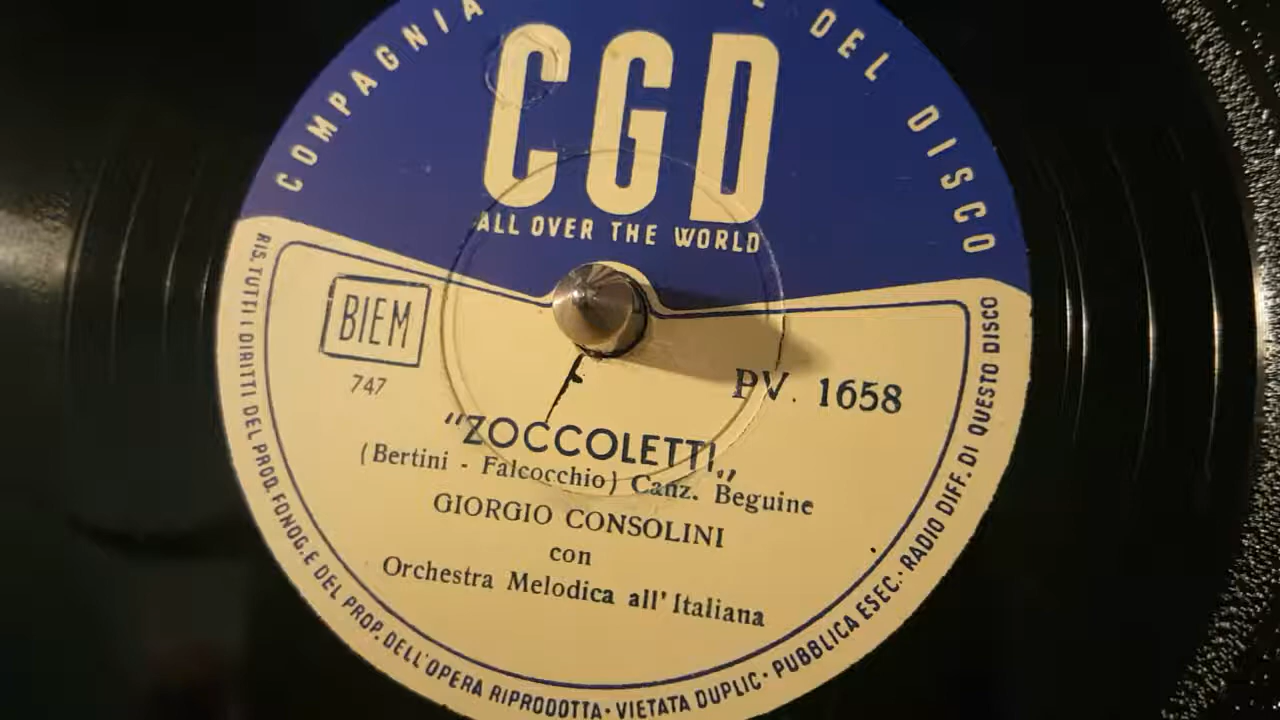 COMPAGNIA
DEL DISCO
CGD
ALL OVER THE WORLD
BIEM
747
PV. 1658
“ZOCCOLETTI„
(Bertini - Falcocchio) Canz. Beguine
GIORGIO CONSOLINI
con
Orchestra Melodica all'Italiana
RIS. TUTTI I DIRITTI DEL PROD. FONOG. E DEL PROP. DELL'OPERA RIPRODOTTA • VIETATA DUPLIC • PUBBLICA ESEC. • RADIO DIFF. DI QUESTO DISCO